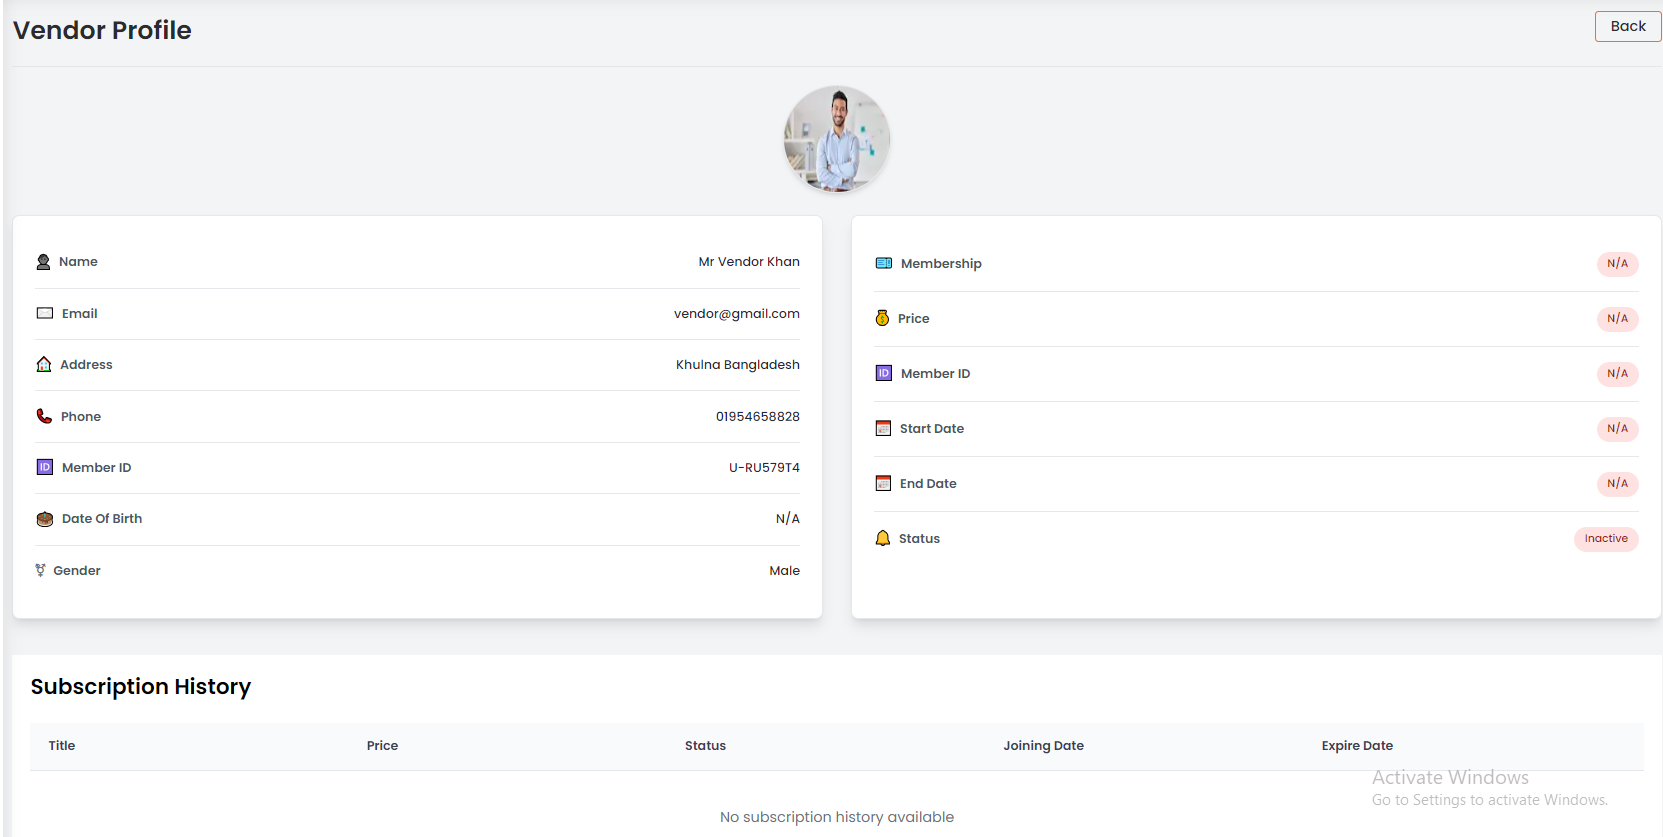 Vendor Profile
Back
Name Mr Vendor Khan
Email vendor@gmail.com
Address Khulna Bangladesh
Phone 01954658828
ID Member ID U-RU579T4
Date Of Birth N/A
Gender Male
Membership N/A
Price N/A
ID Member ID N/A
Start Date N/A
End Date N/A
Status Inactive
Subscription History
Title Price Status Joining Date Expire Date
No subscription history available
Activate Windows
Go to Settings to activate Windows.